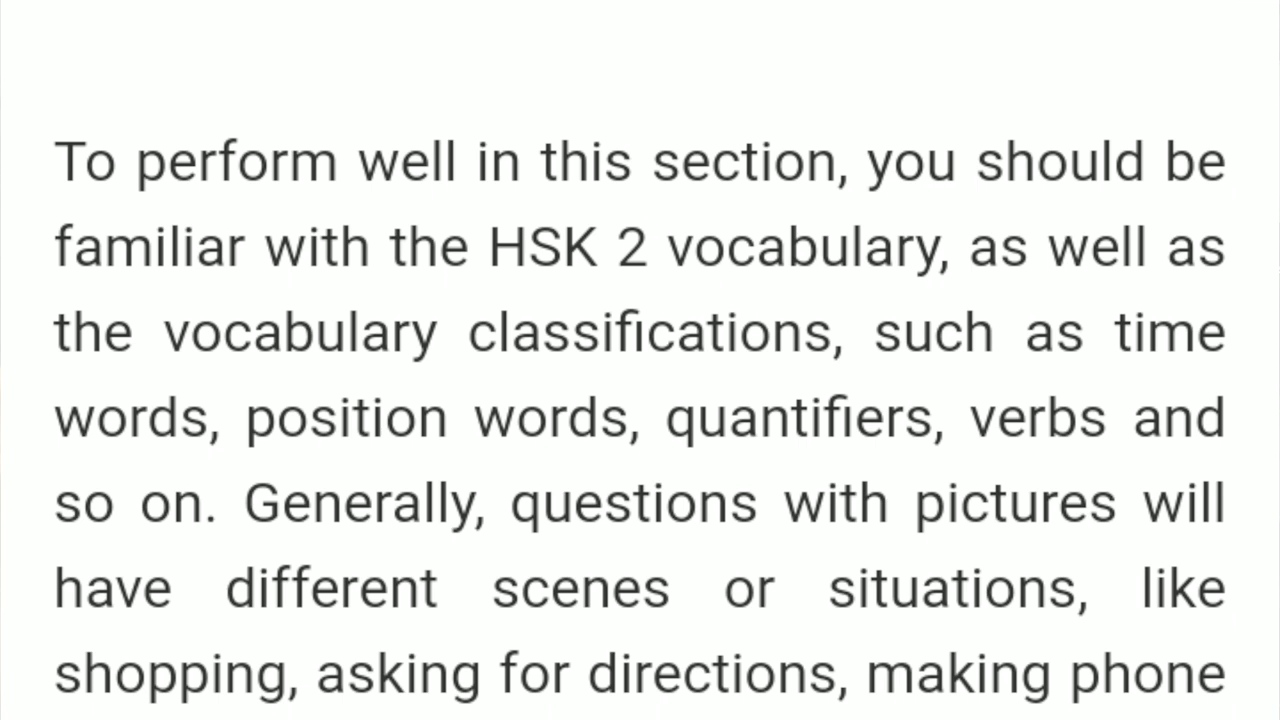 To perform well in this section, you should be
familiar with the HSK 2 vocabulary, as well as
the vocabulary classifications, such as time
words, position words, quantifiers, verbs and
so on. Generally, questions with pictures will
have different scenes or situations, like
shopping, asking for directions, making phone